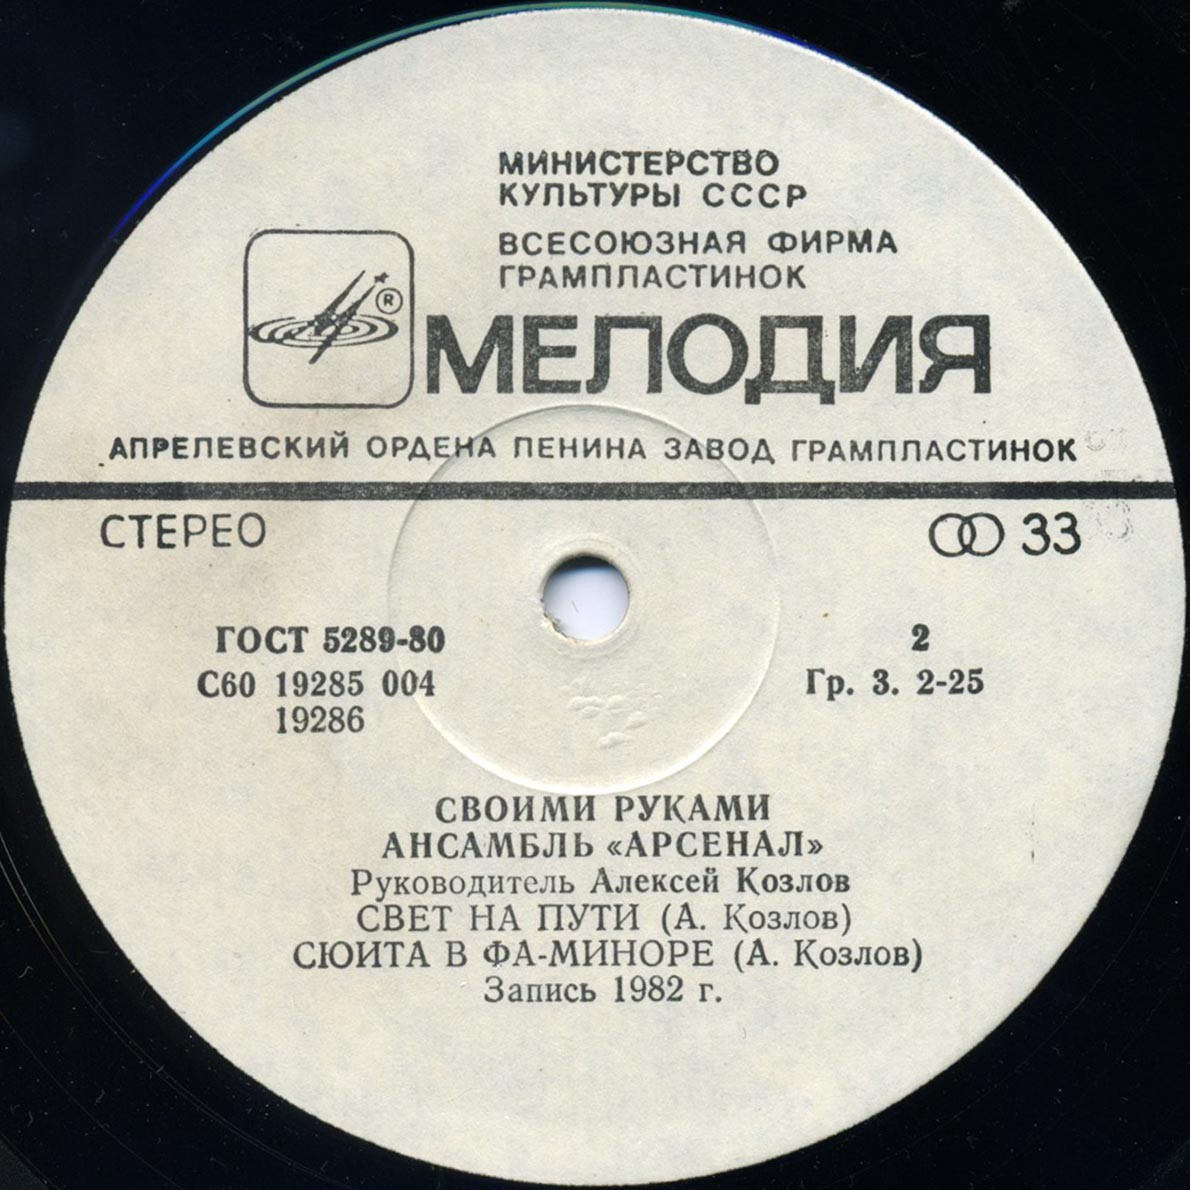 МИНИСТЕРСТВО
КУЛЬТУРЫ СССР
ВСЕСОЮЗНАЯ ФИРМА
ГРАМПЛАСТИНОК
®
МЕЛОДИЯ
АПРЕЛЕВСКИЙ ОРДЕНА ЛЕНИНА ЗАВОД ГРАМПЛАСТИНОК
СТЕРЕО
33
ГОСТ 5289-80
2
С60 19285 004
Гр. 3. 2-25
19286
СВОИМИ РУКАМИ
АНСАМБЛЬ «АРСЕНАЛ»
Руководитель Алексей Козлов
СВЕТ НА ПУТИ (А. Козлов)
СЮИТА В ФА-МИНОРЕ (А. Козлов)
Запись 1982 г.